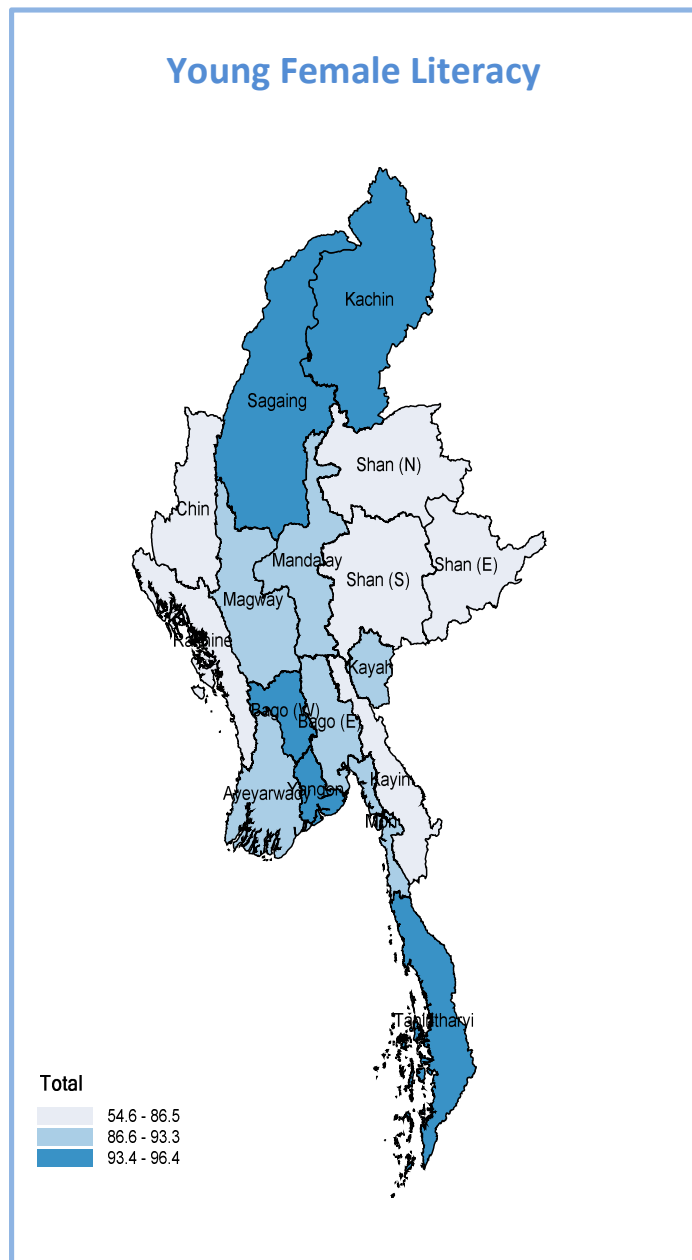 Young Female Literacy
Kachin
Sagaing
Shan (N)
Chin
Mandalay
Shan (E)
Shan (S)
Magway
Rakhine
Kayah
Bago (W)
Bago (E)
Kayin
Ayeyarwady
Yangon
Mon
Tanintharyi
Total
54.6 - 86.5
86.6 - 93.3
93.4 - 96.4